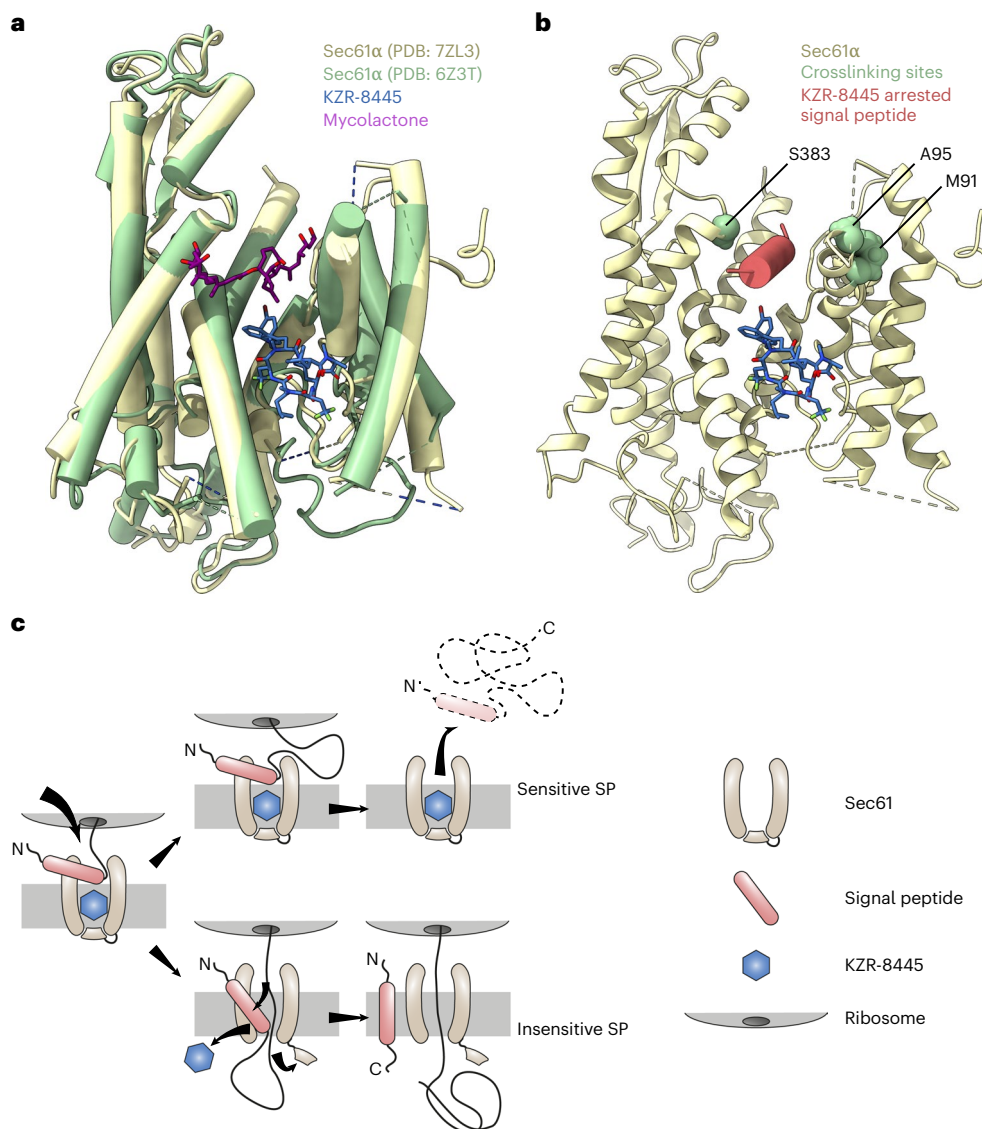 a
Sec61α (PDB: 7ZL3)
Sec61α (PDB: 6Z3T)
KZR-8445
Mycolactone
b
Sec61α
Crosslinking sites
KZR-8445 arrested
signal peptide
S383
A95
M91
c
N
N
N
C
Sensitive SP
N
N
C
Insensitive SP
Sec61
Signal peptide
KZR-8445
Ribosome